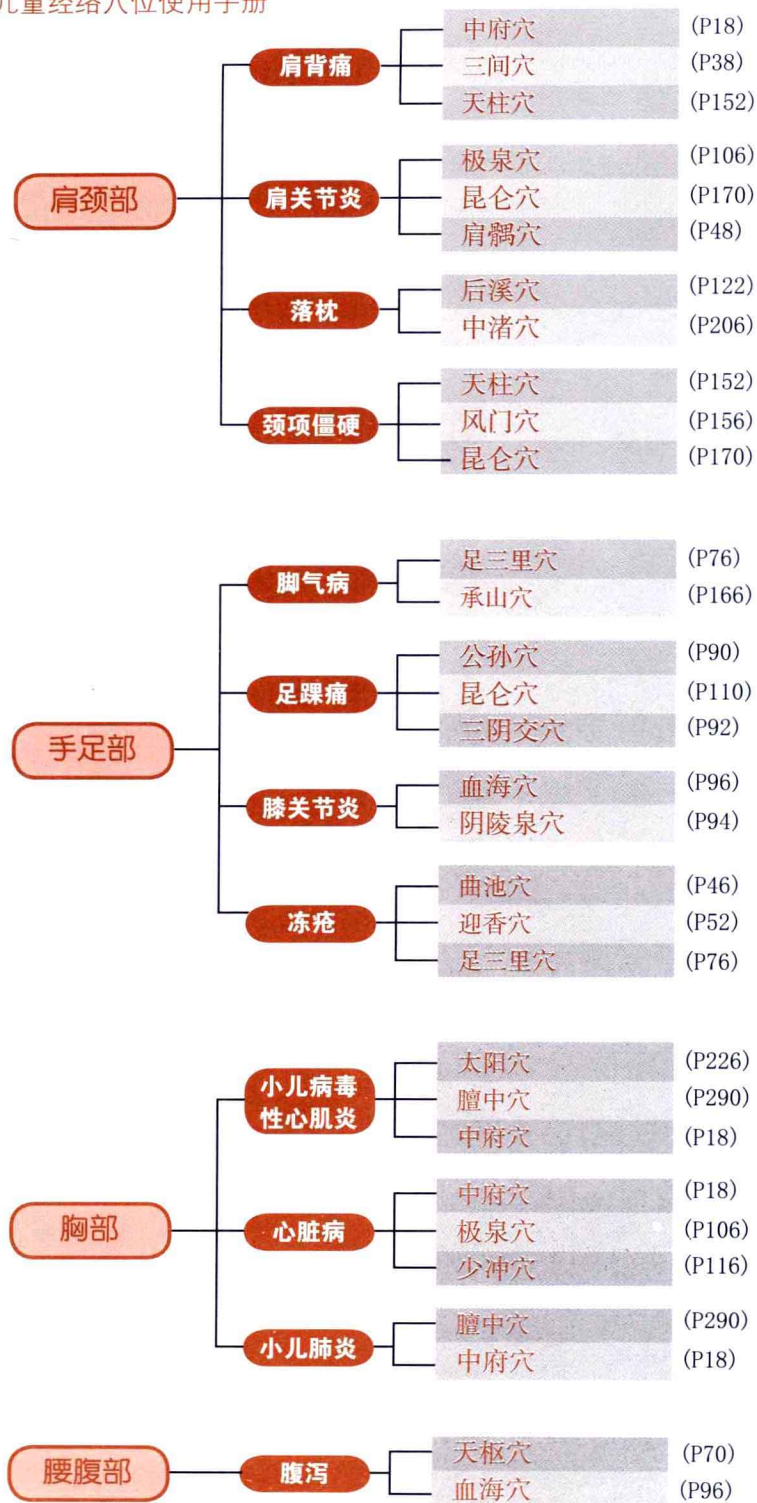 儿童经络穴位使用手册
肩颈部
肩背痛
中府穴 (P18)
三间穴 (P38)
天柱穴 (P152)
肩关节炎
极泉穴 (P106)
昆仑穴 (P170)
肩髃穴 (P48)
落枕
后溪穴 (P122)
中渚穴 (P206)
颈项僵硬
天柱穴 (P152)
风门穴 (P156)
昆仑穴 (P170)
手足部
脚气病
足三里穴 (P76)
承山穴 (P166)
足踝痛
公孙穴 (P90)
昆仑穴 (P110)
三阴交穴 (P92)
膝关节炎
血海穴 (P96)
阴陵泉穴 (P94)
冻疮
曲池穴 (P46)
迎香穴 (P52)
足三里穴 (P76)
胸部
小儿病毒
性心肌炎
太阳穴 (P226)
膻中穴 (P290)
中府穴 (P18)
心脏病
中府穴 (P18)
极泉穴 (P106)
少冲穴 (P116)
小儿肺炎
膻中穴 (P290)
中府穴 (P18)
腰腹部
腹泻
天枢穴 (P70)
血海穴 (P96)